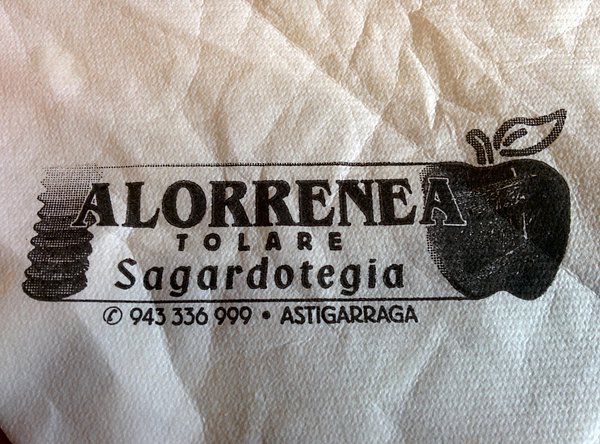 ALORRENEA
TOLARE
Sagardotegia
✆ 943 336 999 • ASTIGARRAGA